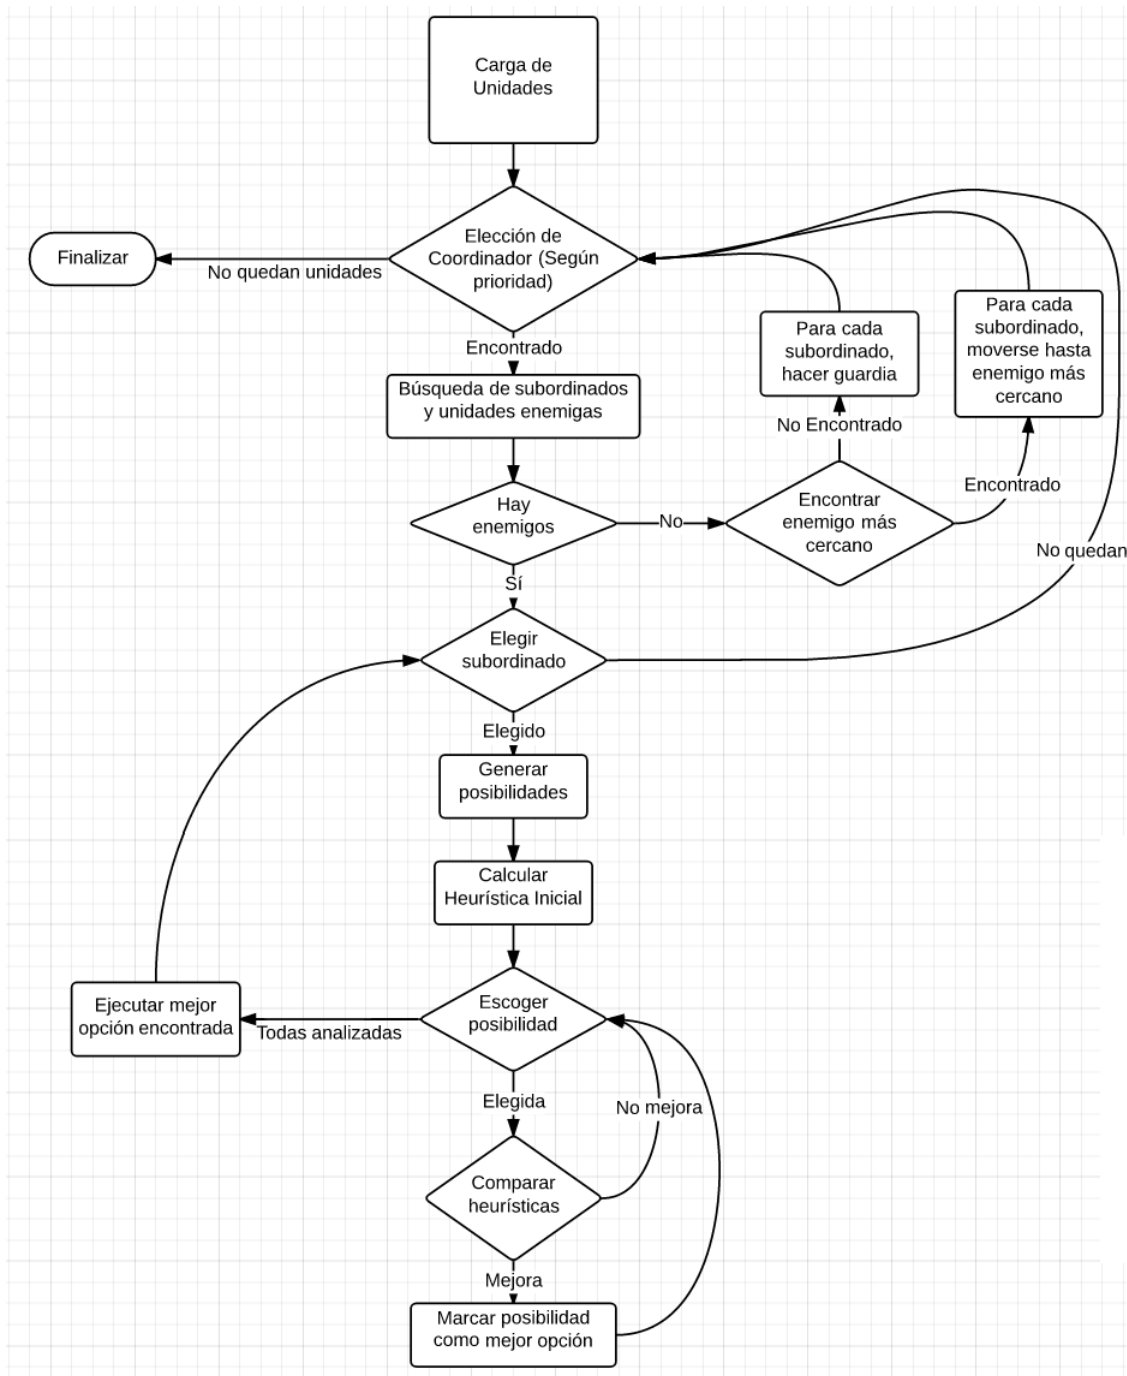 Carga de
Unidades
Elección de
Coordinador (Según
prioridad)
Finalizar
No quedan unidades
Encontrado
Búsqueda de subordinados
y unidades enemigas
Para cada
subordinado,
hacer guardia
Para cada
subordinado,
moverse hasta
enemigo más
cercano
No Encontrado
Encontrado
Hay
enemigos
No
Encontrar
enemigo más
cercano
No quedan
Sí
Elegir
subordinado
Elegido
Generar
posibilidades
Calcular
Heurística Inicial
Escoger
posibilidad
Todas analizadas
Ejecutar mejor
opción encontrada
Elegida
No mejora
Comparar
heurísticas
Mejora
Marcar posibilidad
como mejor opción